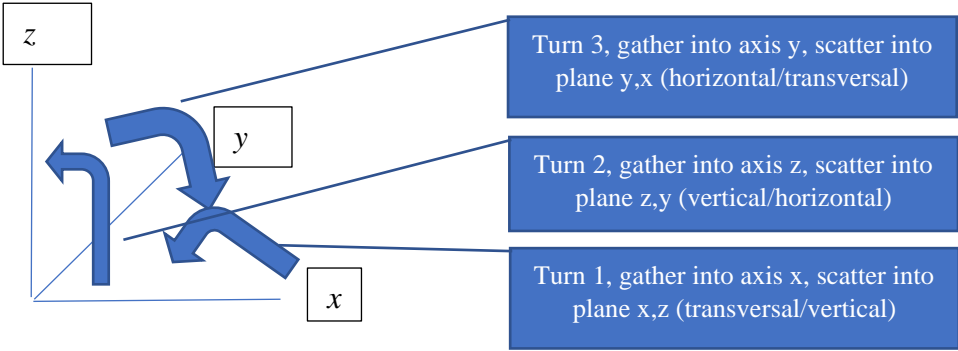 z
Turn 3, gather into axis y, scatter into
plane y,x (horizontal/transversal)
y
Turn 2, gather into axis z, scatter into
plane z,y (vertical/horizontal)
Turn 1, gather into axis x, scatter into
plane x,z (transversal/vertical)
x